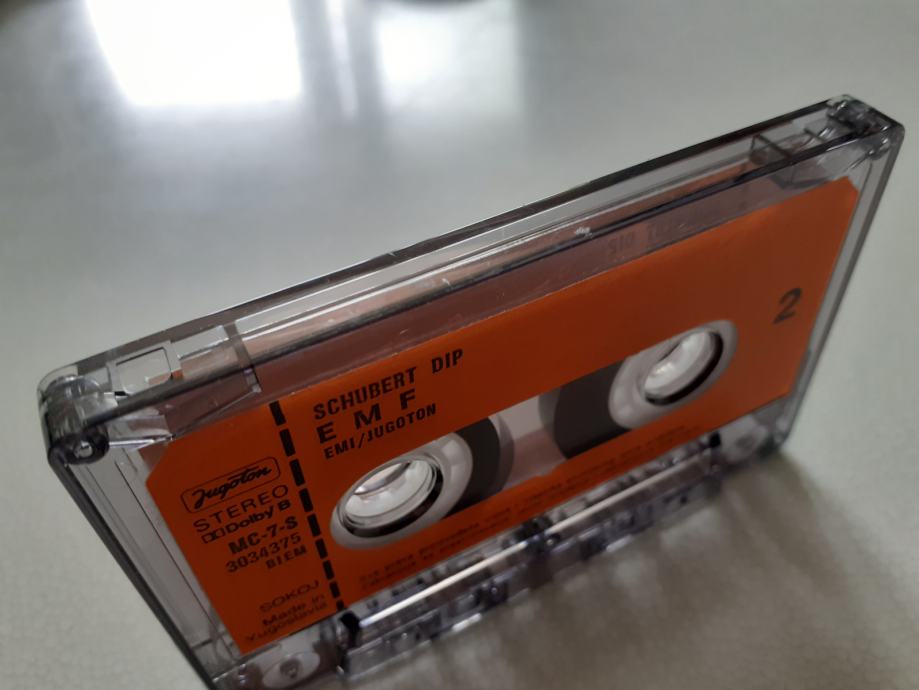 SCHUBERT DIP
E M F
EMI/JUGOTON
2
Jugoton
STEREO
Dolby B
MC-7-S
3034375
BIEM
SOKOJ
Made in
Yugoslavia